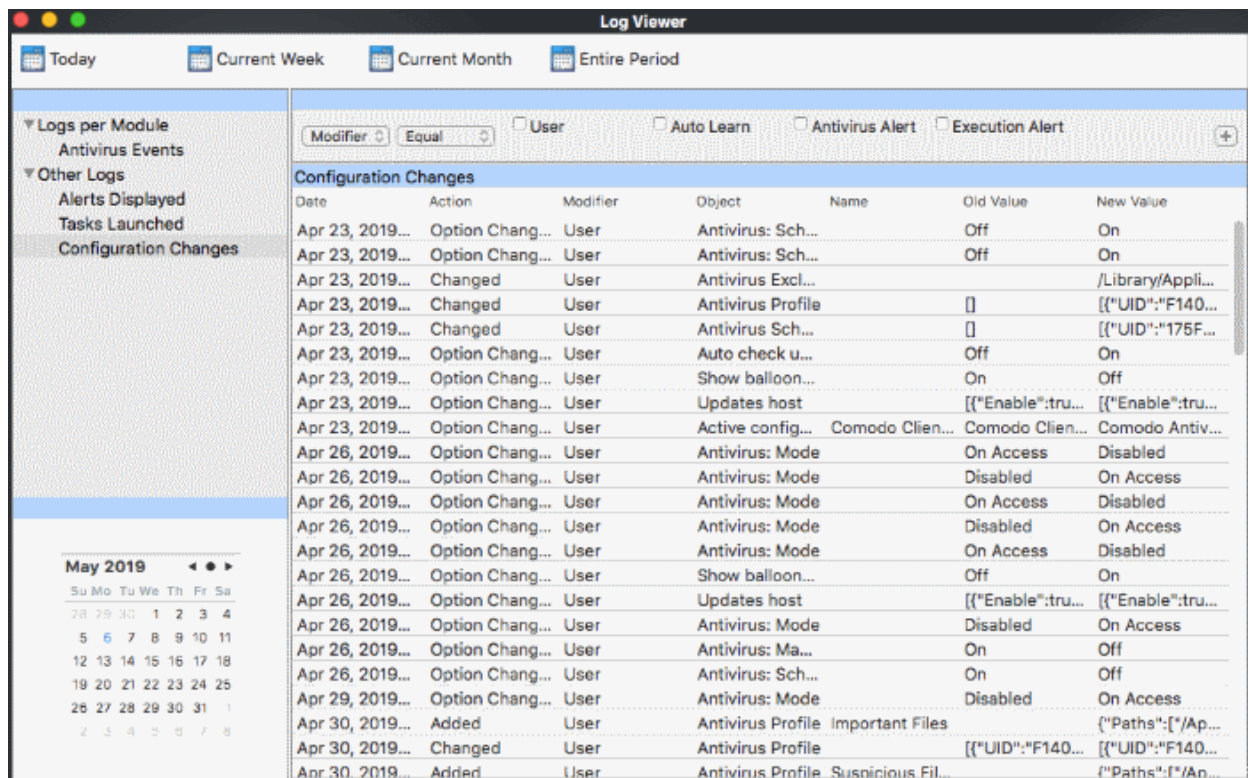 Log Viewer
Today Current Week Current Month Entire Period
Logs per Module
Antivirus Events
Other Logs
Alerts Displayed
Tasks Launched
Configuration Changes
Modifier Equal User Auto Learn Antivirus Alert Execution Alert
Configuration Changes
Date Action Modifier Object Name Old Value New Value
Apr 23, 2019... Option Chang... User Antivirus: Sch... Off On
Apr 23, 2019... Option Chang... User Antivirus: Sch... Off On
Apr 23, 2019... Changed User Antivirus Excl... /Library/Appli...
Apr 23, 2019... Changed User Antivirus Profile [] [{"UID":"F140...
Apr 23, 2019... Changed User Antivirus Sch... [] [{"UID":"175F...
Apr 23, 2019... Option Chang... User Auto check u... Off On
Apr 23, 2019... Option Chang... User Show balloon... On Off
Apr 23, 2019... Option Chang... User Updates host [{"Enable":tru... [{"Enable":tru...
Apr 23, 2019... Option Chang... User Active config... Comodo Clien... Comodo Clien... Comodo Antiv...
Apr 26, 2019... Option Chang... User Antivirus: Mode On Access Disabled
Apr 26, 2019... Option Chang... User Antivirus: Mode Disabled On Access
Apr 26, 2019... Option Chang... User Antivirus: Mode On Access Disabled
Apr 26, 2019... Option Chang... User Antivirus: Mode Disabled On Access
Apr 26, 2019... Option Chang... User Antivirus: Mode On Access Disabled
Apr 26, 2019... Option Chang... User Show balloon... Off On
Apr 26, 2019... Option Chang... User Updates host [{"Enable":tru... [{"Enable":tru...
Apr 26, 2019... Option Chang... User Antivirus: Mode Disabled On Access
Apr 26, 2019... Option Chang... User Antivirus: Ma... On Off
Apr 26, 2019... Option Chang... User Antivirus: Sch... On Off
Apr 29, 2019... Option Chang... User Antivirus: Mode Disabled On Access
Apr 30, 2019... Added User Antivirus Profile Important Files {"Paths":["/Ap...
Apr 30, 2019... Changed User Antivirus Profile [{"UID":"F140... [{"UID":"F140...
Apr 30, 2019... Added User Antivirus Profile Suspicious Fil... {"Paths":["/Ap...
May 2019
Su Mo Tu We Th Fr Sa
28 29 30 1 2 3 4
5 6 7 8 9 10 11
12 13 14 15 16 17 18
19 20 21 22 23 24 25
26 27 28 29 30 31 1
2 3 4 5 6 7 8